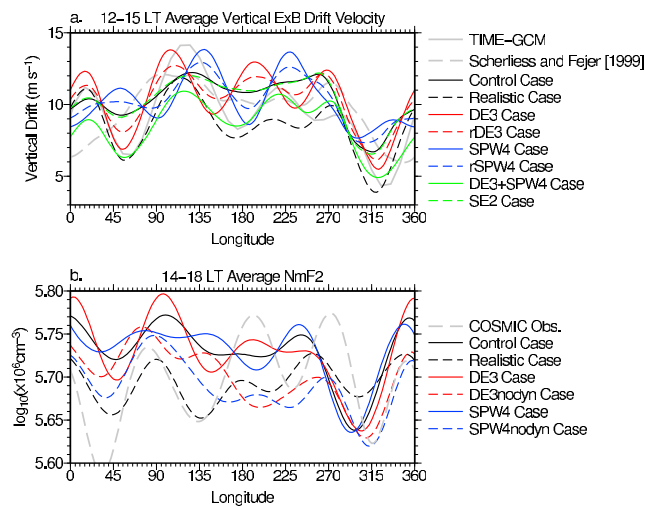 a. 12-15 LT Average Vertical ExB Drift Velocity
15
10
5
Vertical Drift (m s⁻¹)
0 45 90 135 180 225 270 315 360
Longitude
TIME-GCM
Scherliess and Fejer [1999]
Control Case
Realistic Case
DE3 Case
rDE3 Case
SPW4 Case
rSPW4 Case
DE3+SPW4 Case
SE2 Case
b. 14-18 LT Average NmF2
5.80
5.75
5.70
5.65
5.60
log₁₀(x10⁶cm⁻³)
0 45 90 135 180 225 270 315 360
Longitude
COSMIC Obs.
Control Case
Realistic Case
DE3 Case
DE3nodyn Case
SPW4 Case
SPW4nodyn Case